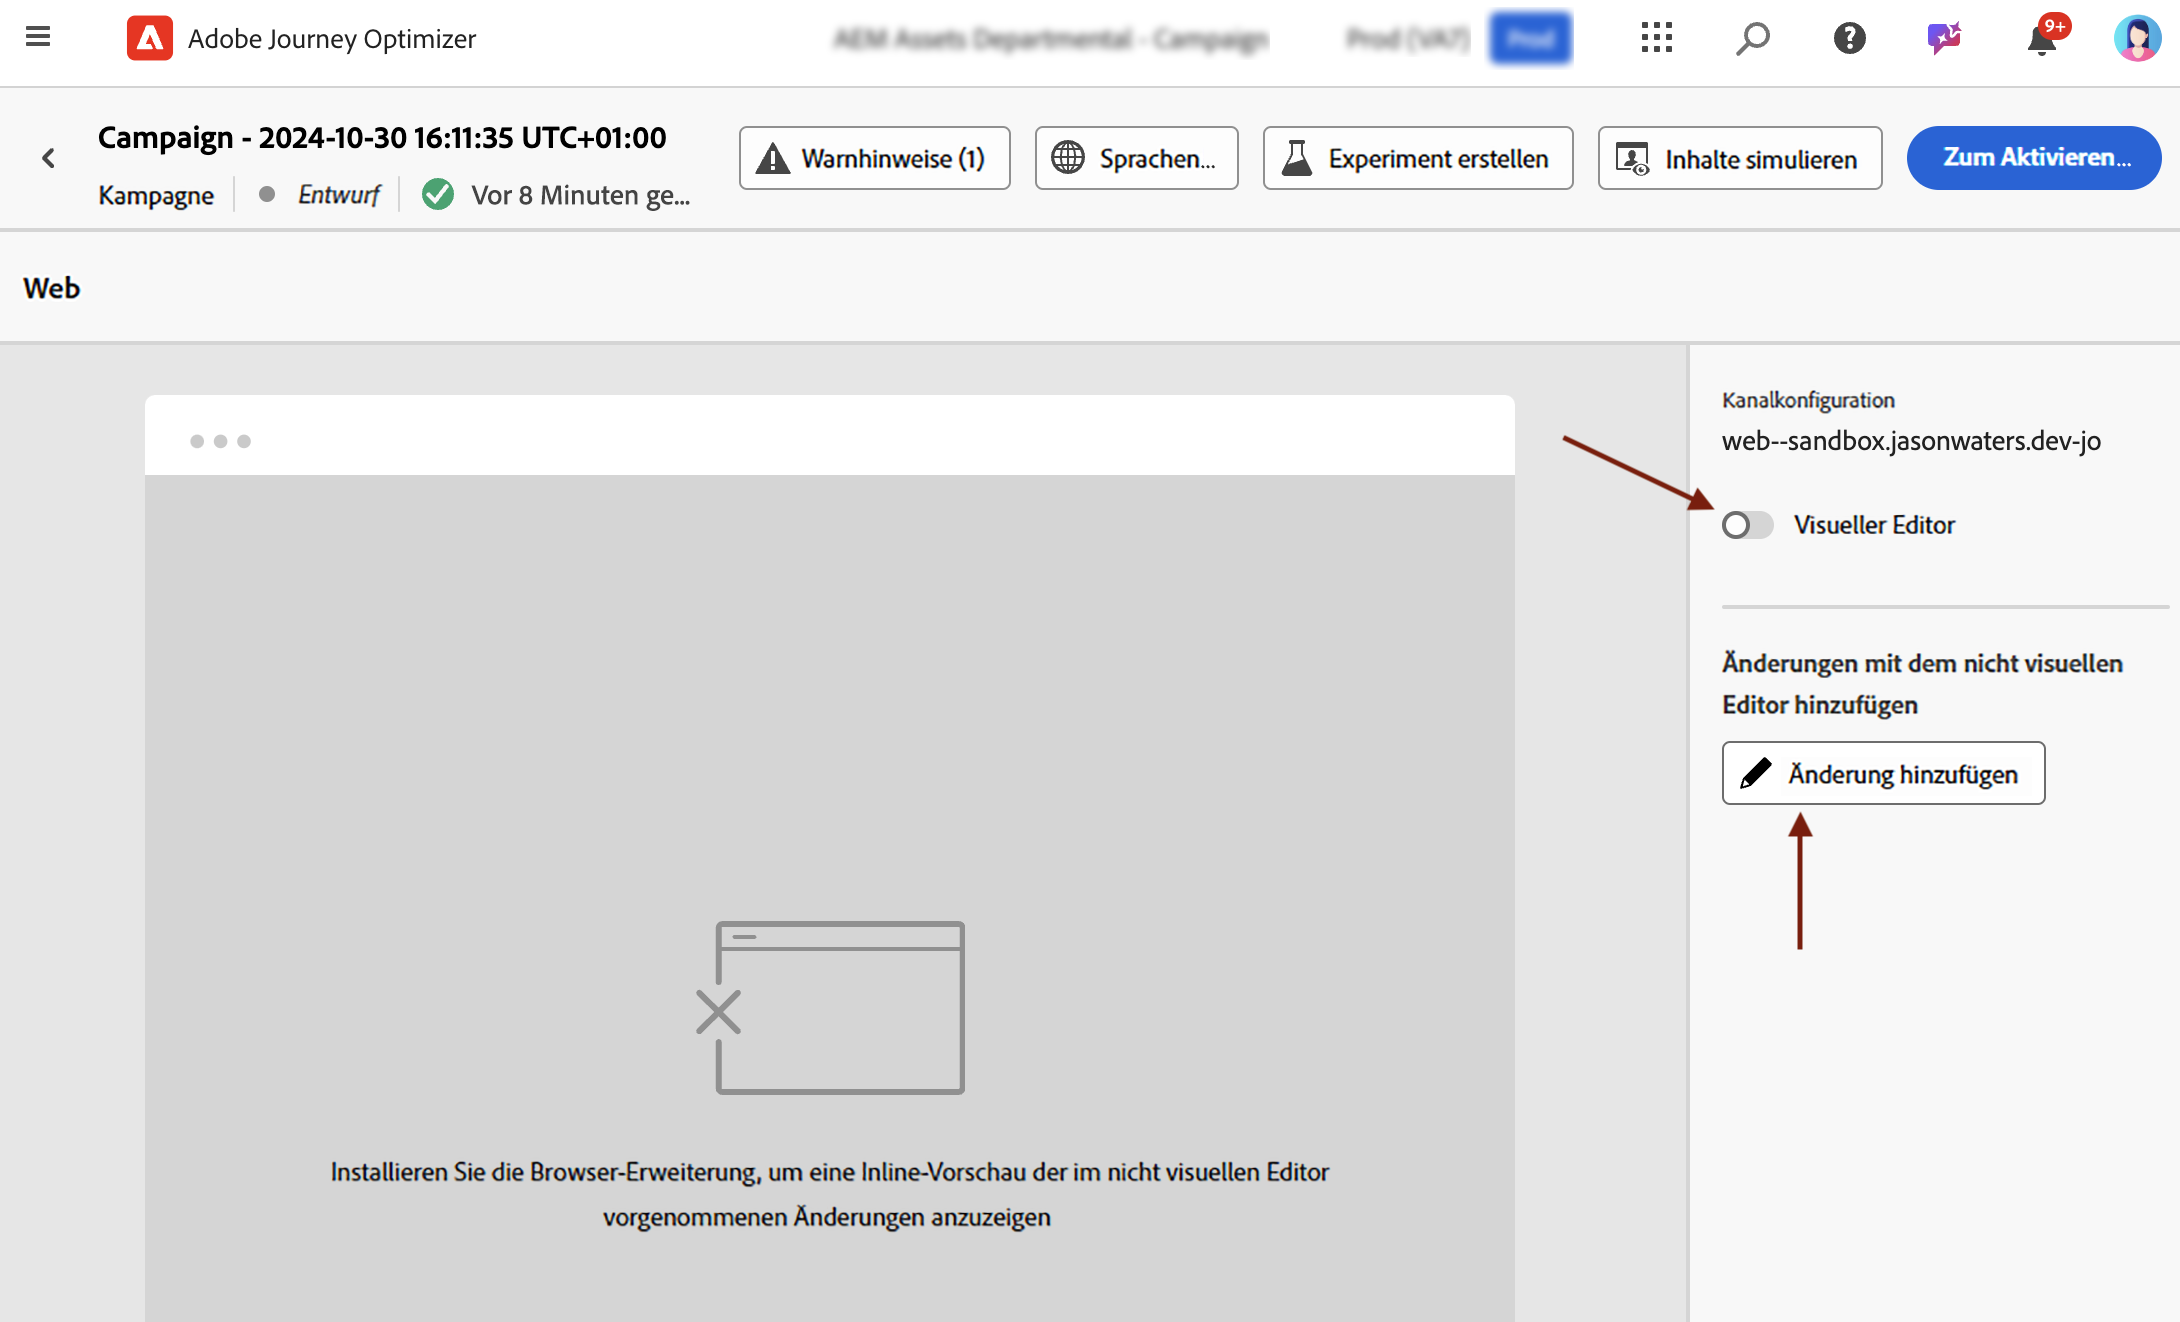 Adobe Journey Optimizer
9+
Campaign - 2024-10-30 16:11:35 UTC+01:00
Kampagne
Entwurf
Vor 8 Minuten ge...
Warnhinweise (1)
Sprachen...
Experiment erstellen
Inhalte simulieren
Zum Aktivieren...
Web
Kanalkonfiguration
web--sandbox.jasonwaters.dev-jo
Visueller Editor
Änderungen mit dem nicht visuellen
Editor hinzufügen
Änderung hinzufügen
Installieren Sie die Browser-Erweiterung, um eine Inline-Vorschau der im nicht visuellen Editor
vorgenommenen Änderungen anzuzeigen